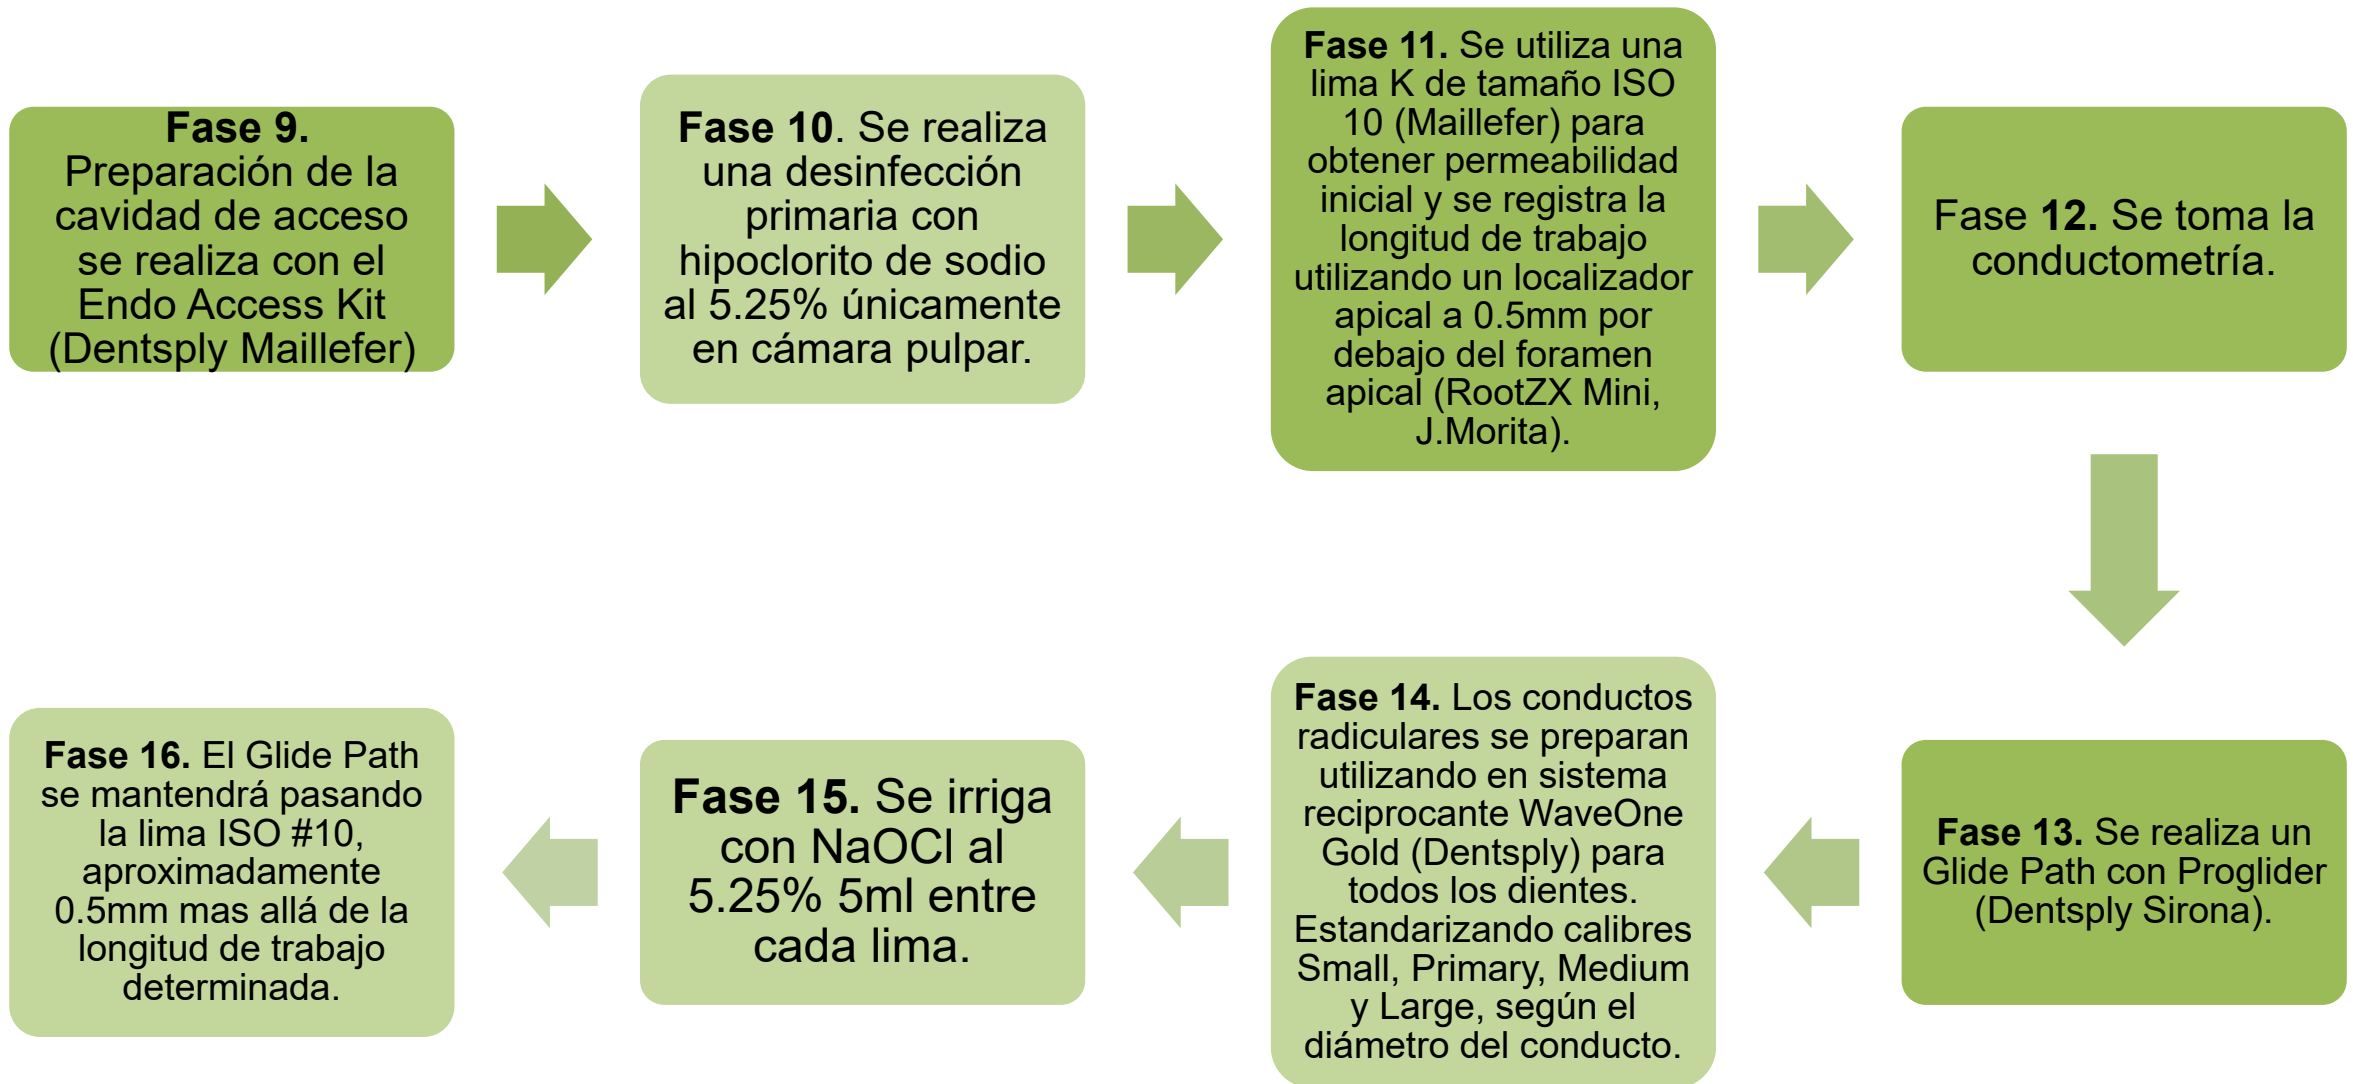 Fase 9.
Preparación de la
cavidad de acceso
se realiza con el
Endo Access Kit
(Dentsply Maillefer)
Fase 10. Se realiza
una desinfección
primaria con
hipoclorito de sodio
al 5.25% únicamente
en cámara pulpar.
Fase 11. Se utiliza una
lima K de tamaño ISO
10 (Maillefer) para
obtener permeabilidad
inicial y se registra la
longitud de trabajo
utilizando un localizador
apical a 0.5mm por
debajo del foramen
apical (RootZX Mini,
J.Morita).
Fase 12. Se toma la
conductometría.
Fase 13. Se realiza un
Glide Path con Proglider
(Dentsply Sirona).
Fase 14. Los conductos
radiculares se preparan
utilizando en sistema
reciprocante WaveOne
Gold (Dentsply) para
todos los dientes.
Estandarizando calibres
Small, Primary, Medium
y Large, según el
diámetro del conducto.
Fase 15. Se irriga
con NaOCl al
5.25% 5ml entre
cada lima.
Fase 16. El Glide Path
se mantendrá pasando
la lima ISO #10,
aproximadamente
0.5mm mas allá de la
longitud de trabajo
determinada.